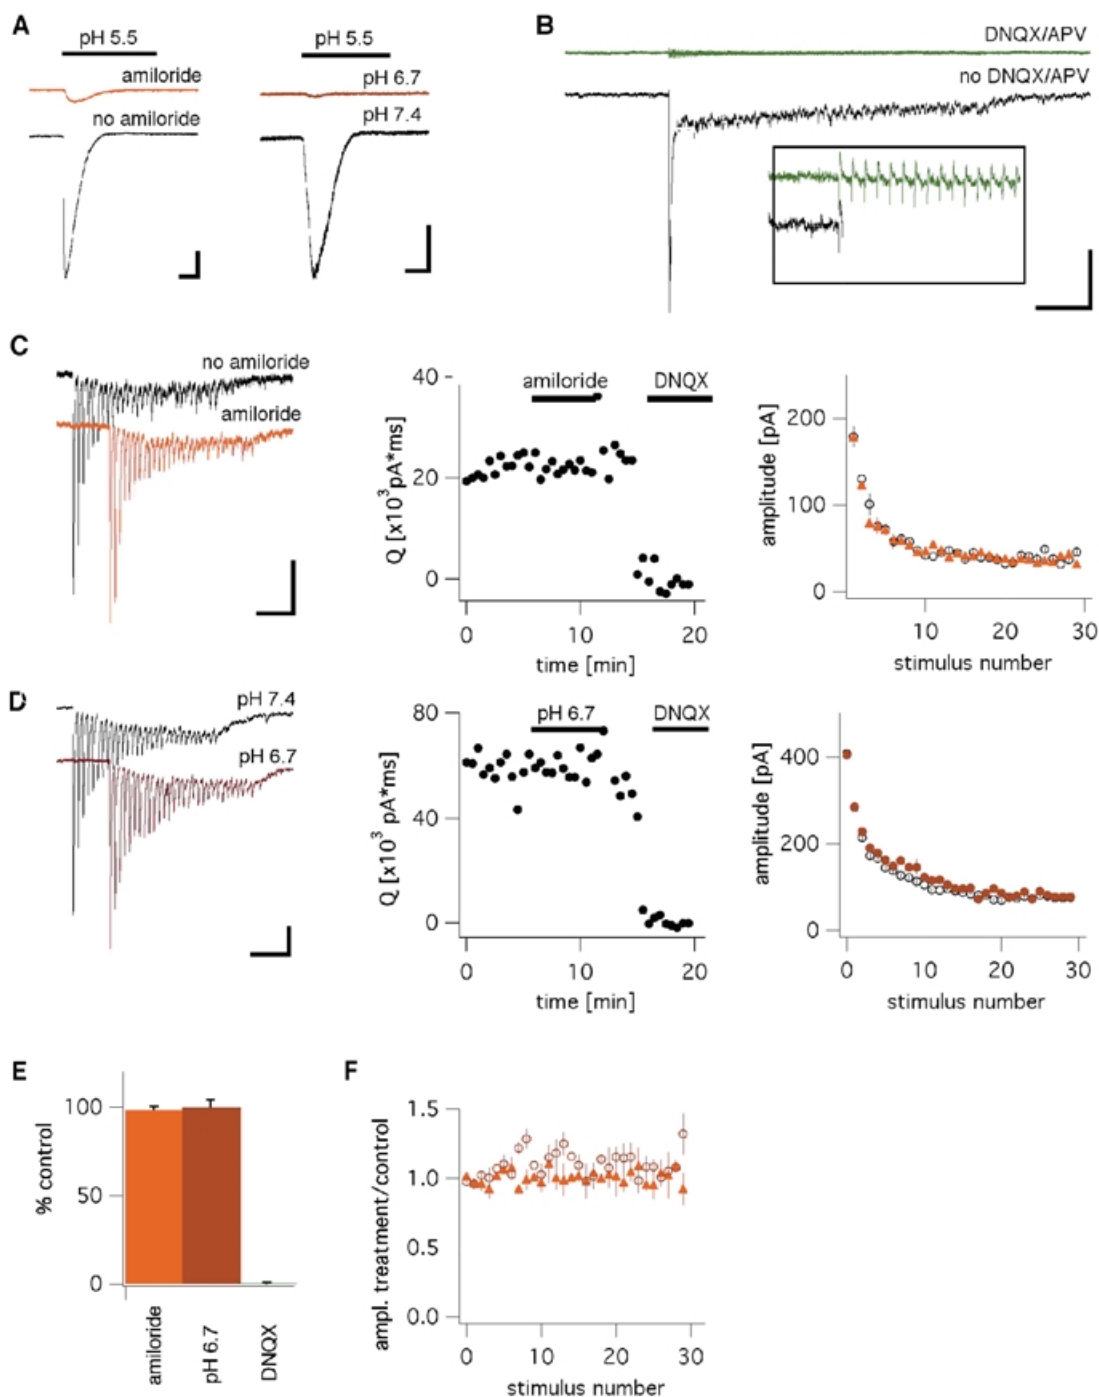 A
pH 5.5
amiloride
no amiloride
pH 5.5
pH 6.7
pH 7.4
B
DNQX/APV
no DNQX/APV
C
no amiloride
amiloride
40
20
0
Q [x10³pA*ms]
amiloride
DNQX
0
10
20
time [min]
200
100
0
amplitude [pA]
10
20
30
stimulus number
D
pH 7.4
pH 6.7
80
40
0
Q [x10³ pA*ms]
pH 6.7
DNQX
0
10
20
time [min]
400
200
0
amplitude [pA]
0
10
20
30
stimulus number
E
100
50
0
% control
amiloride
pH 6.7
DNQX
F
1.5
1.0
0.5
0.0
ampl. treatment/control
0
10
20
30
stimulus number